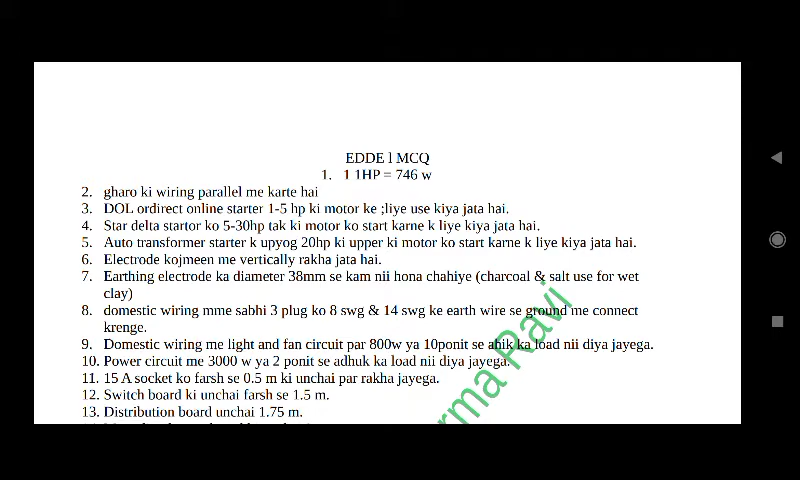 EDDE l MCQ
1. 1 1HP = 746 w
2. gharo ki wiring parallel me karte hai
3. DOL ordirect online starter 1-5 hp ki motor ke ;liye use kiya jata hai.
4. Star delta startor ko 5-30hp tak ki motor ko start karne k liye kiya jata hai.
5. Auto transformer starter k upyog 20hp ki upper ki motor ko start karne k liye kiya jata hai.
6. Electrode kojmeen me vertically rakha jata hai.
7. Earthing electrode ka diameter 38mm se kam nii hona chahiye (charcoal & salt use for wet
clay)
8. domestic wiring mme sabhi 3 plug ko 8 swg & 14 swg ke earth wire se ground me connect
krenge.
9. Domestic wiring me light and fan circuit par 800w ya 10ponit se ahik ka load nii diya jayega.
10. Power circuit me 3000 w ya 2 ponit se adhuk ka load nii diya jayega.
11. 15 A socket ko farsh se 0.5 m ki unchai par rakha jayega.
12. Switch board ki unchai farsh se 1.5 m.
13. Distribution board unchai 1.75 m.
rma Ravi